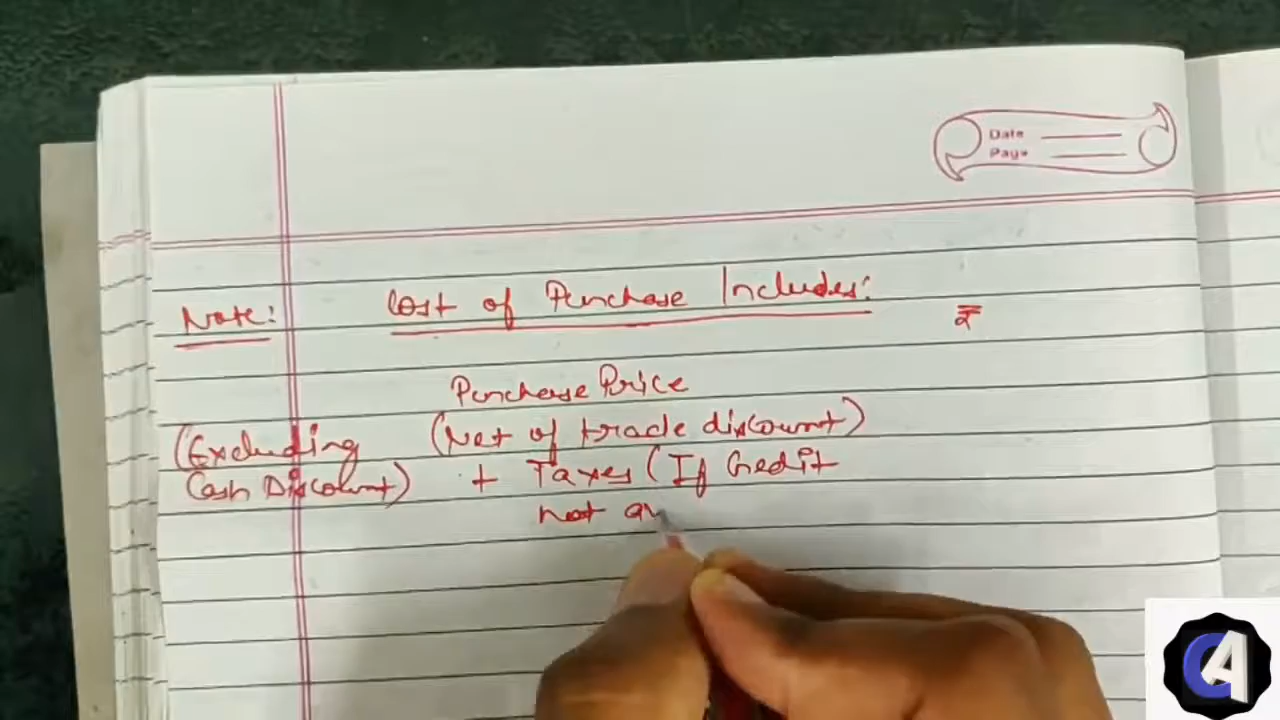 Date
Page
Note: Cost of Purchase Includes:
₹
Purchase Price
(Excluding (Net of trade discount)
Cash Discount) + Taxes (If Credit
not av
CA